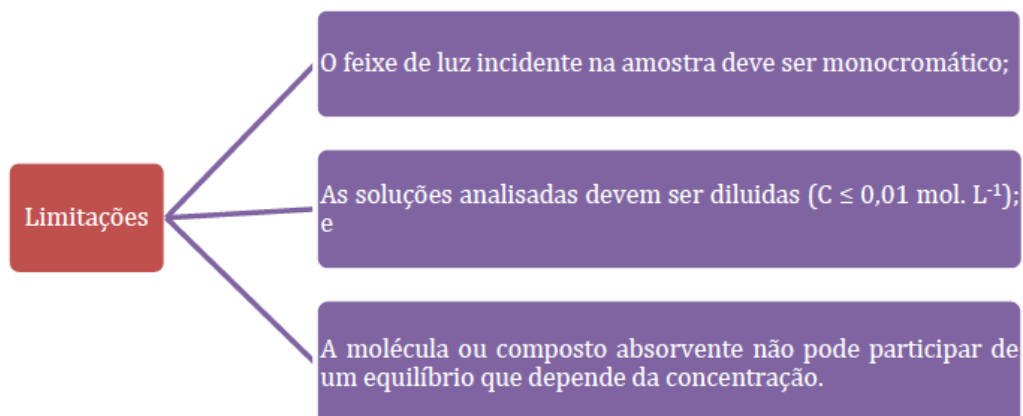 Limitações
O feixe de luz incidente na amostra deve ser monocromático;
As soluções analisadas devem ser diluidas (C ≤ 0,01 mol. L⁻¹);
e
A molécula ou composto absorvente não pode participar de
um equilíbrio que depende da concentração.